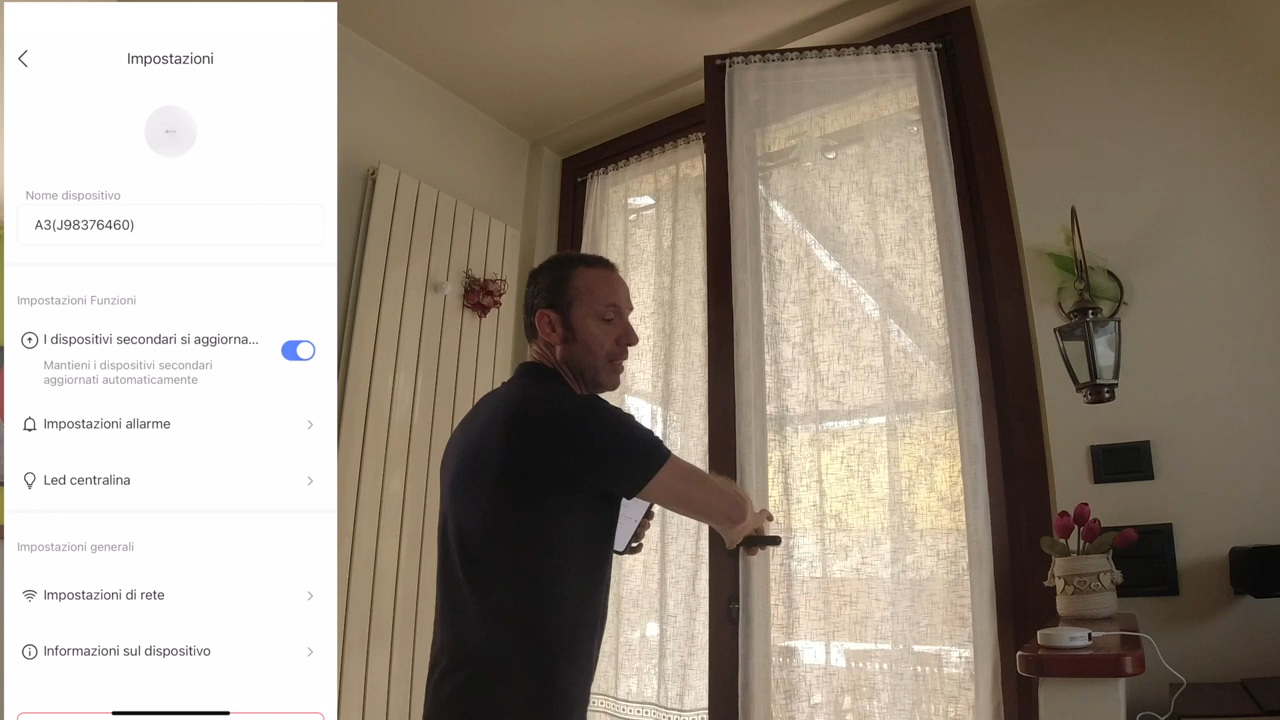 Impostazioni
Nome dispositivo
A3(J98376460)
Impostazioni Funzioni
I dispositivi secondari si aggiorna...
Mantieni i dispositivi secondari
aggiornati automaticamente
Impostazioni allarme
Led centralina
Impostazioni generali
Impostazioni di rete
Informazioni sul dispositivo